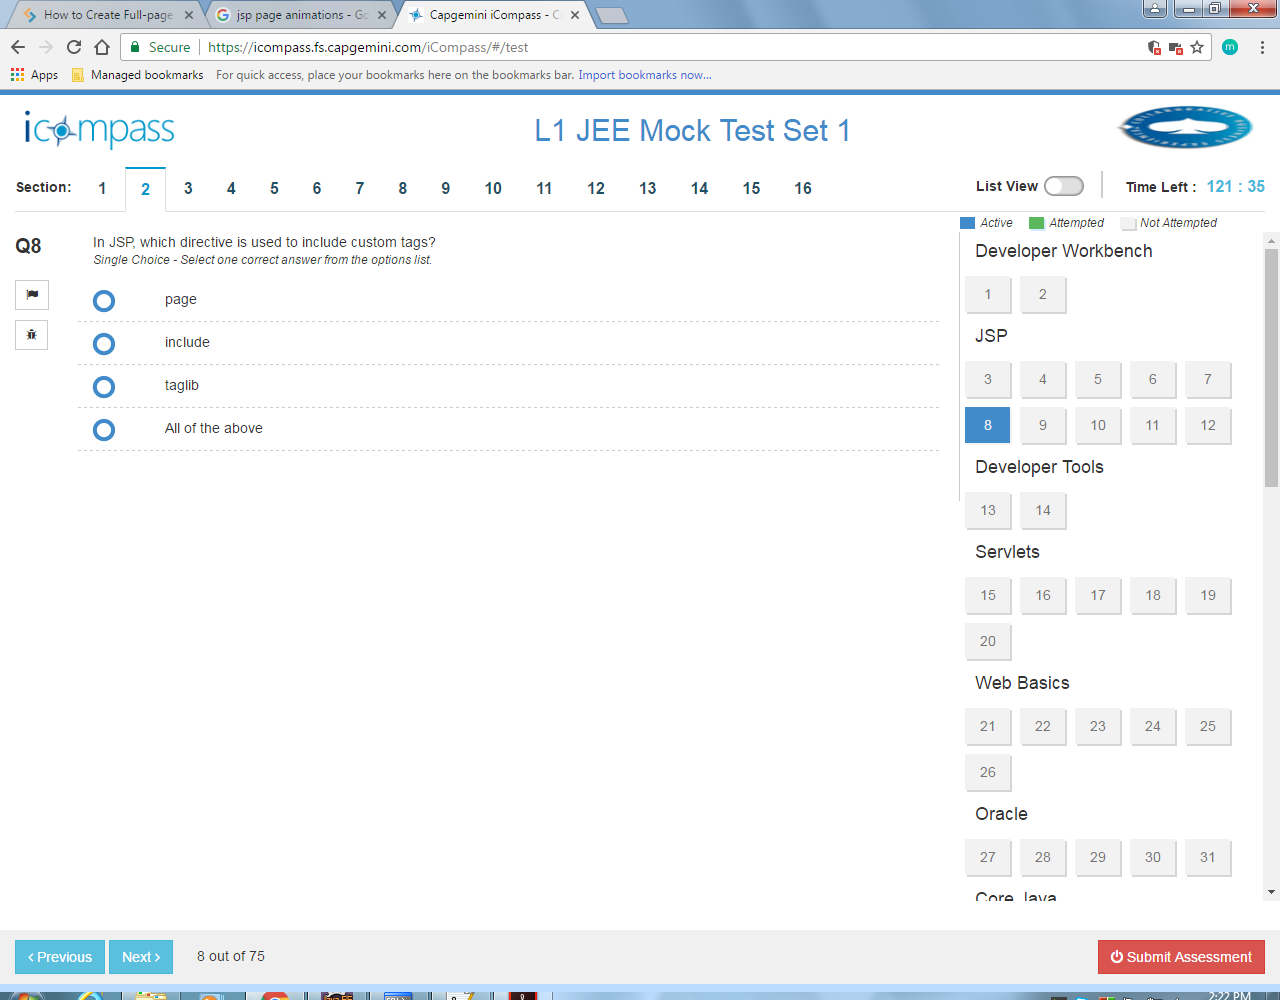 How to Create Full-page
jsp page animations - Go
Capgemini iCompass - C
Secure
https://icompass.fs.capgemini.com/iCompass/#/test
m
Apps
Managed bookmarks
For quick access, place your bookmarks here on the bookmarks bar. Import bookmarks now...
icompass
L1 JEE Mock Test Set 1
Section: 1 2 3 4 5 6 7 8 9 10 11 12 13 14 15 16
List View
Time Left : 121 : 35
Active Attempted Not Attempted
Q8
In JSP, which directive is used to include custom tags?
Single Choice - Select one correct answer from the options list.
page
include
taglib
All of the above
Developer Workbench
1 2
JSP
3 4 5 6 7
8 9 10 11 12
Developer Tools
13 14
Servlets
15 16 17 18 19
20
Web Basics
21 22 23 24 25
26
Oracle
27 28 29 30 31
Core Java
Previous
Next
8 out of 75
Submit Assessment
2:22 PM